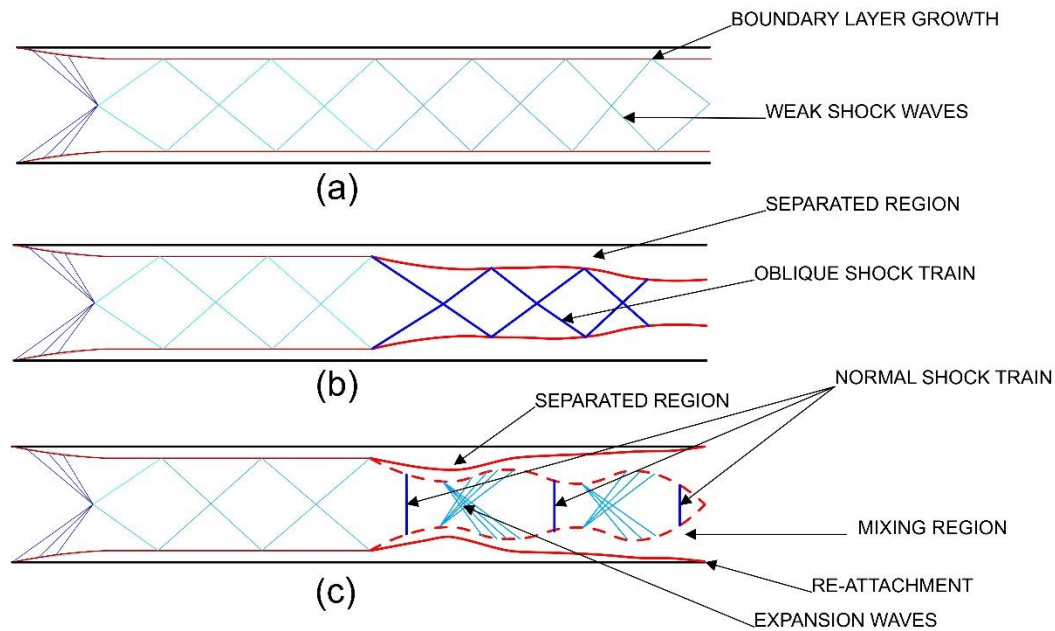 BOUNDARY LAYER GROWTH
WEAK SHOCK WAVES
(a)
SEPARATED REGION
OBLIQUE SHOCK TRAIN
(b)
NORMAL SHOCK TRAIN
SEPARATED REGION
MIXING REGION
RE-ATTACHMENT
(c)
EXPANSION WAVES